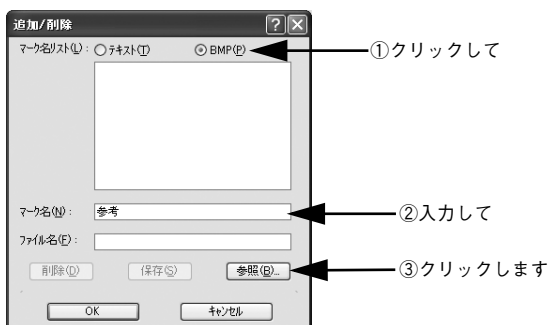 追加/削除
マーク名リスト(L): テキスト(T) BMP(P) ①クリックして
マーク名(N): 参考 ②入力して
ファイル名(F):
削除(D) 保存(S) 参照(B)... ③クリックします
OK キャンセル